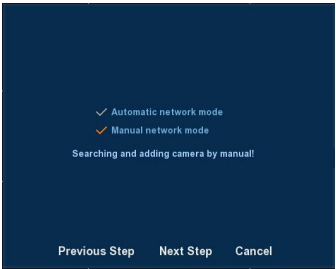 Automatic network mode
Manual network mode
Searching and adding camera by manual!
Previous Step Next Step Cancel